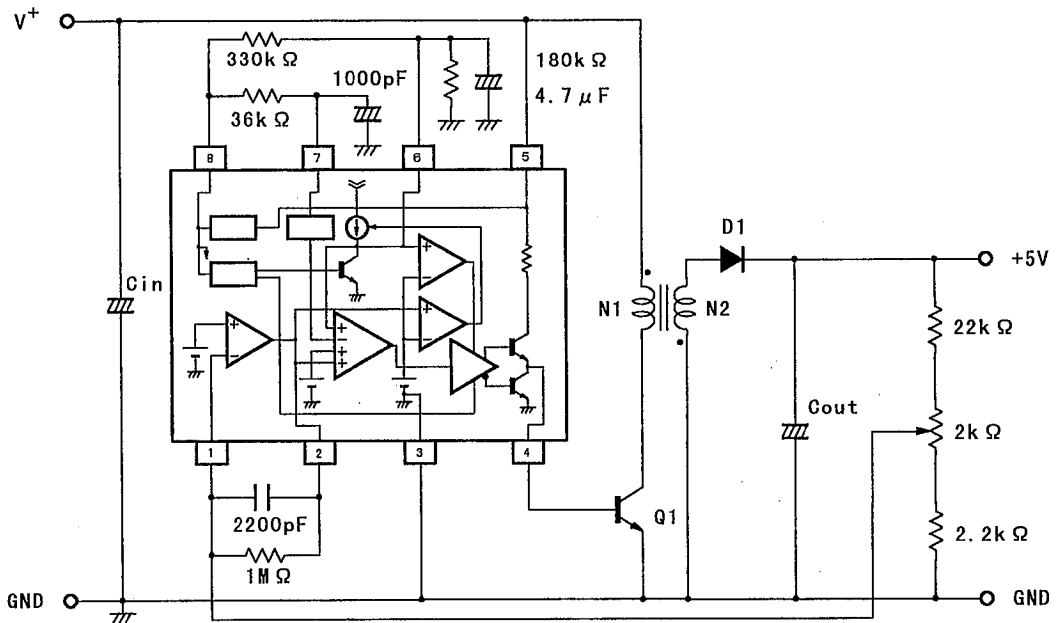 V+
330kΩ
180kΩ
1000pF
4.7μF
36kΩ
8
7
6
5
D1
+5V
Cin
N1
N2
22kΩ
Cout
2kΩ
1
2
3
4
2200pF
Q1
2.2kΩ
1MΩ
GND
GND